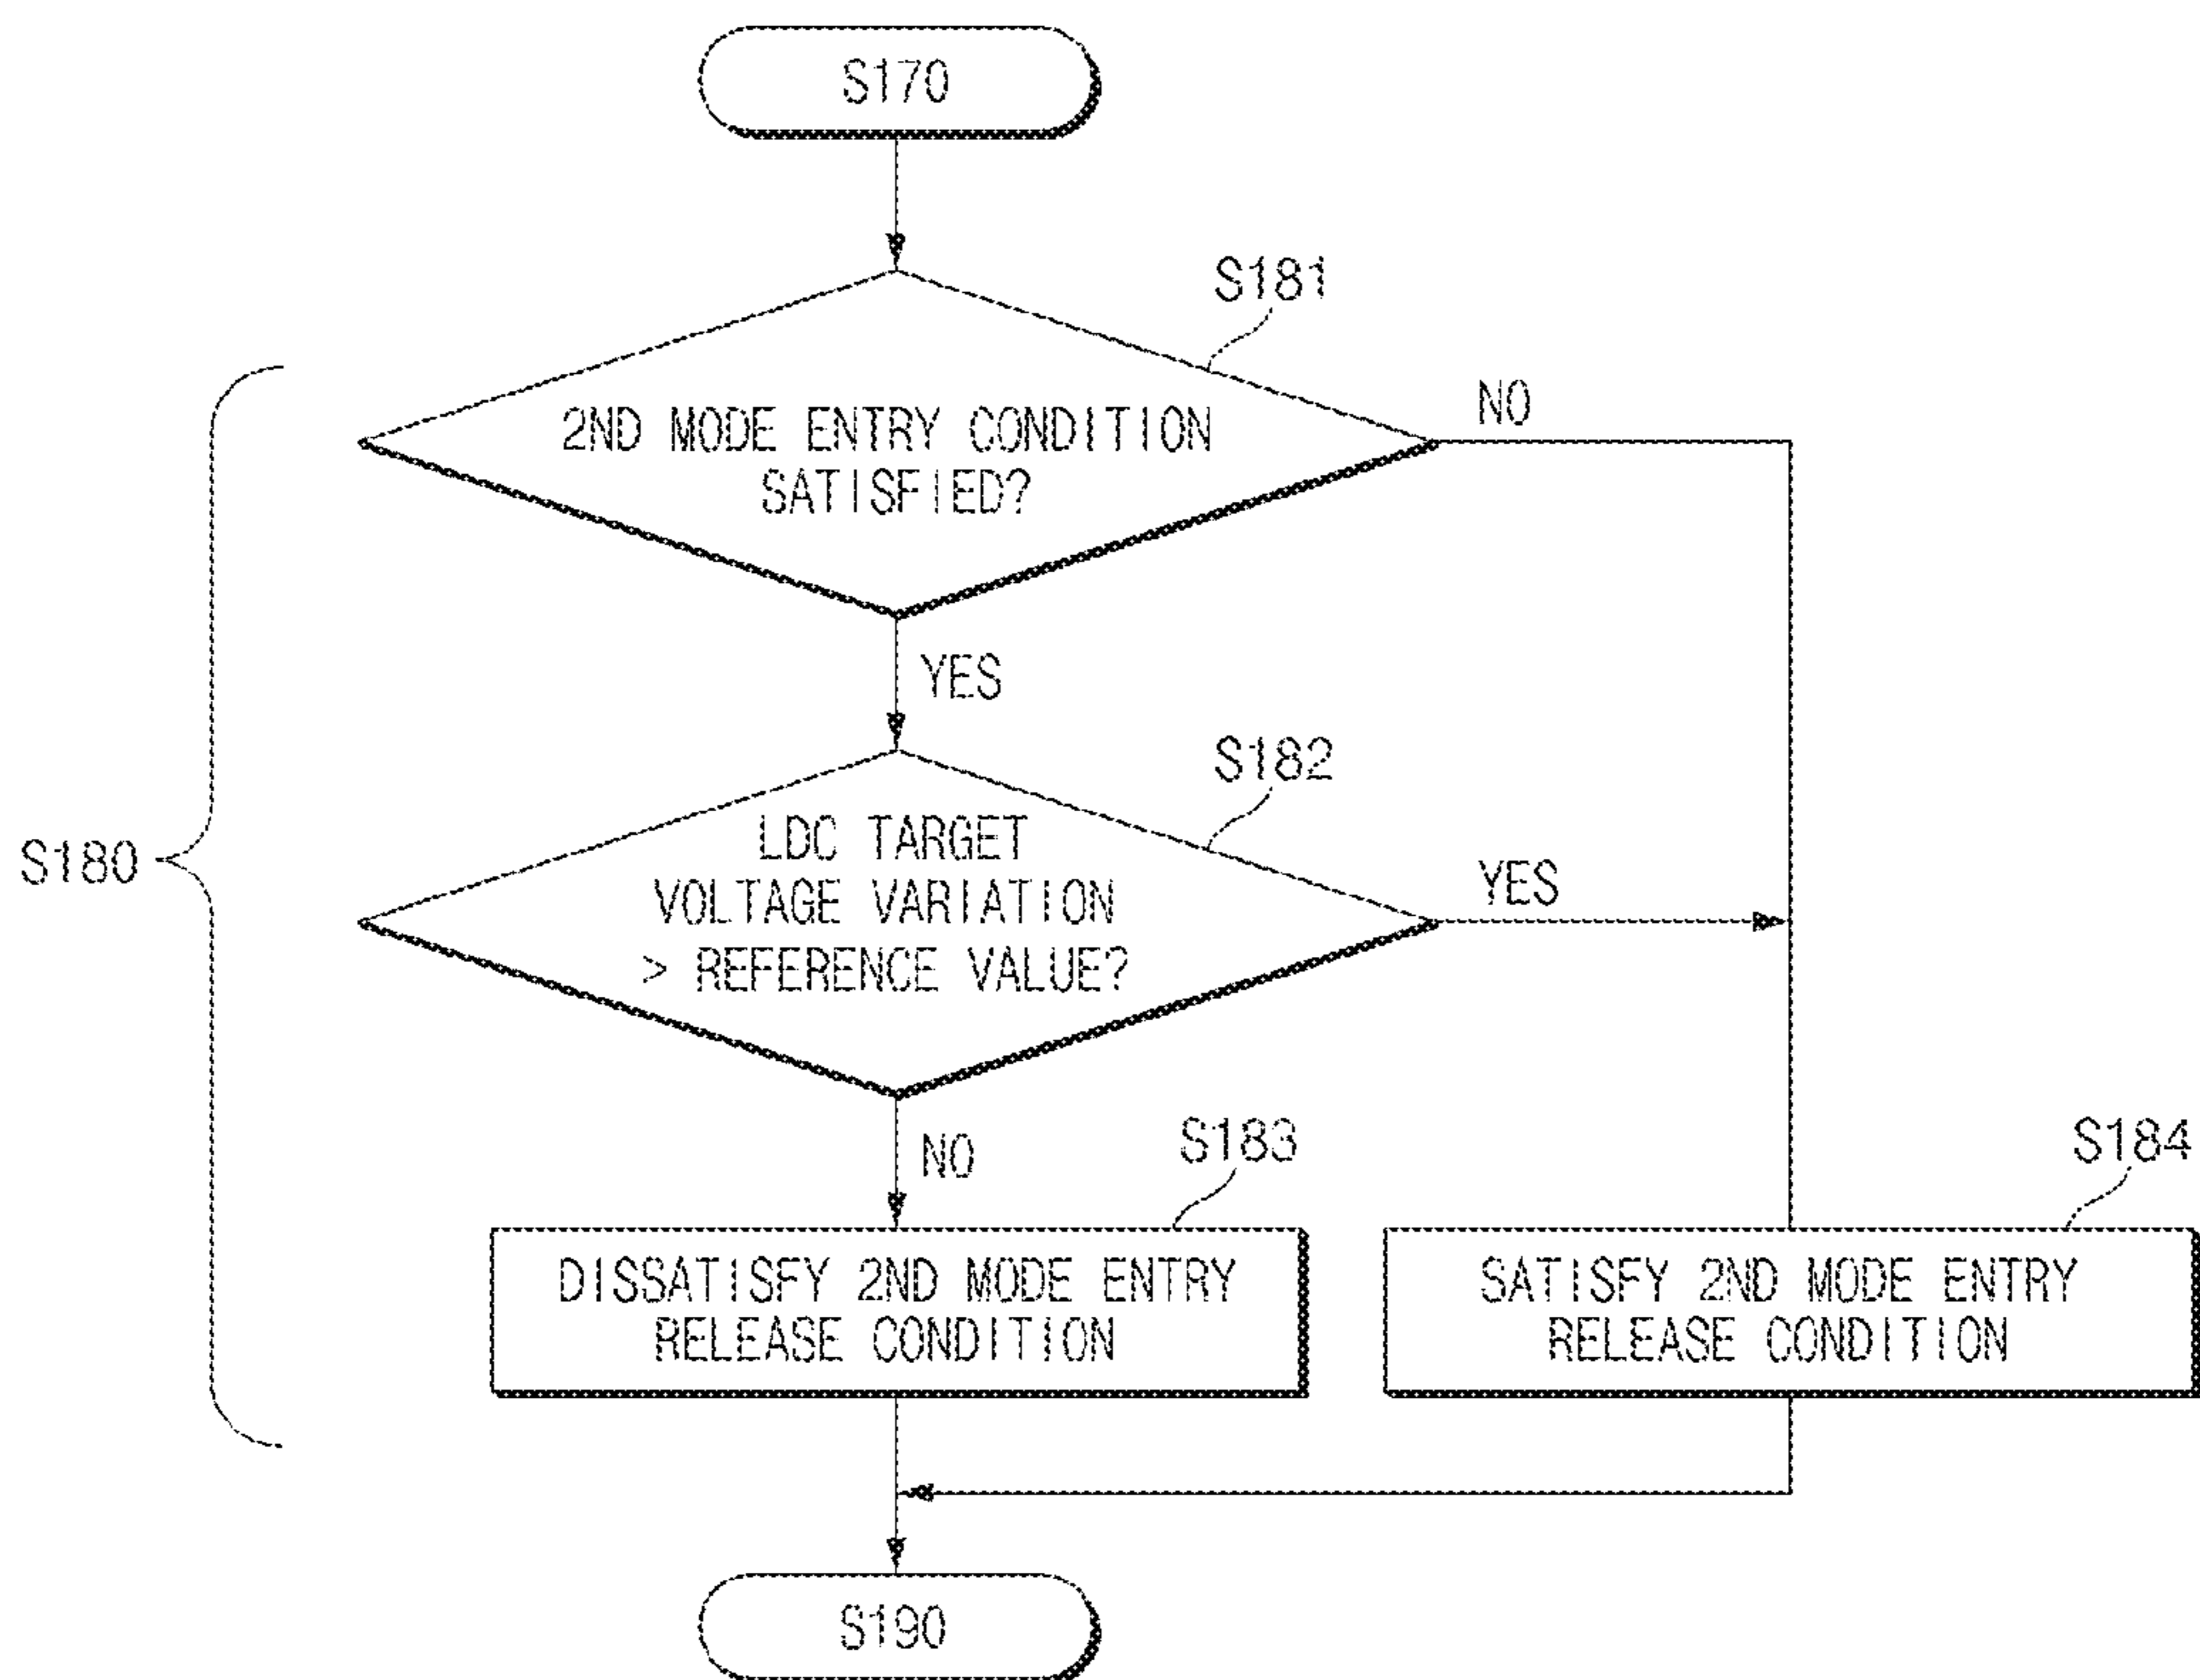 S170
S181
2ND MODE ENTRY CONDITION
SATISFIED?
NO
YES
S182
LDC TARGET
VOLTAGE VARIATION
> REFERENCE VALUE?
YES
S180
NO
S183
S184
DISSATISFY 2ND MODE ENTRY
RELEASE CONDITION
SATISFY 2ND MODE ENTRY
RELEASE CONDITION
S190